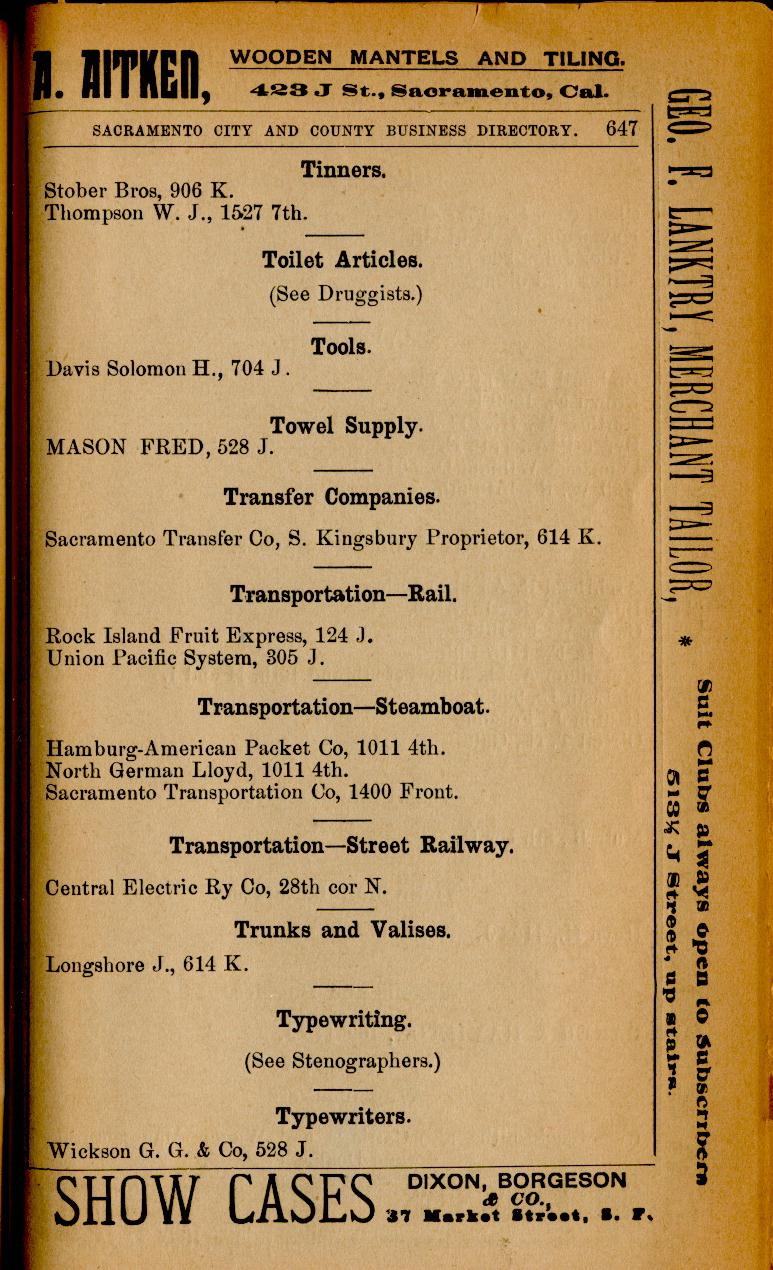 A. AITKEN,
WOODEN MANTELS AND TILING.
423 J St., Sacramento, Cal.
SACRAMENTO CITY AND COUNTY BUSINESS DIRECTORY. 647
Tinners.
Stober Bros, 906 K.
Thompson W. J., 1527 7th.
Toilet Articles.
(See Druggists.)
Tools.
Davis Solomon H., 704 J.
Towel Supply.
MASON FRED, 528 J.
Transfer Companies.
Sacramento Transfer Co, S. Kingsbury Proprietor, 614 K.
Transportation—Rail.
Rock Island Fruit Express, 124 J.
Union Pacific System, 305 J.
Transportation—Steamboat.
Hamburg-American Packet Co, 1011 4th.
North German Lloyd, 1011 4th.
Sacramento Transportation Co, 1400 Front.
Transportation—Street Railway.
Central Electric Ry Co, 28th cor N.
Trunks and Valises.
Longshore J., 614 K.
Typewriting.
(See Stenographers.)
Typewriters.
Wickson G. G. & Co, 528 J.
SHOW CASES
DIXON, BORGESON
& CO.,
37 Market Street, S. F.
GEO. F. LANKTRY, MERCHANT TAILOR, *
Suit Clubs always open to Subscribers
513½ J Street, up stairs.